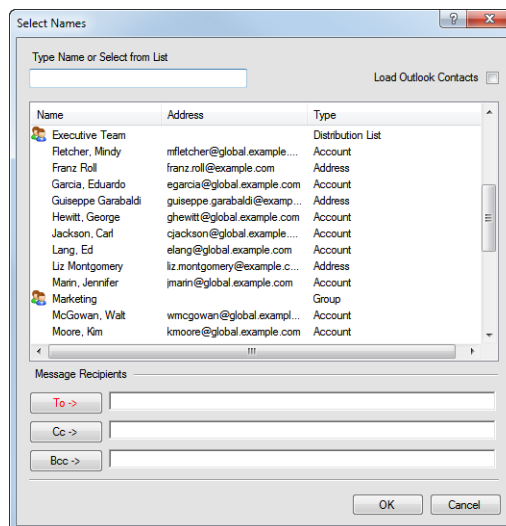 Select Names
Type Name or Select from List
Load Outlook Contacts
Name Address Type
Executive Team Distribution List
Fletcher, Mindy mfletcher@global.example.... Account
Franz Roll franz.roll@example.com Address
Garcia, Eduardo egarcia@global.example.com Account
Guiseppe Garabaldi guiseppe.garabaldi@examp... Address
Hewitt, George ghewitt@global.example.com Account
Jackson, Carl cjackson@global.example.com Account
Lang, Ed elang@global.example.com Account
Liz Montgomery liz.montgomery@example.c... Address
Marin, Jennifer jmarin@global.example.com Account
Marketing Group
McGowan, Walt wmcgowan@global.exampl... Account
Moore, Kim kmoore@global.example.com Account
Message Recipients
To ->
Cc ->
Bcc ->
OK Cancel